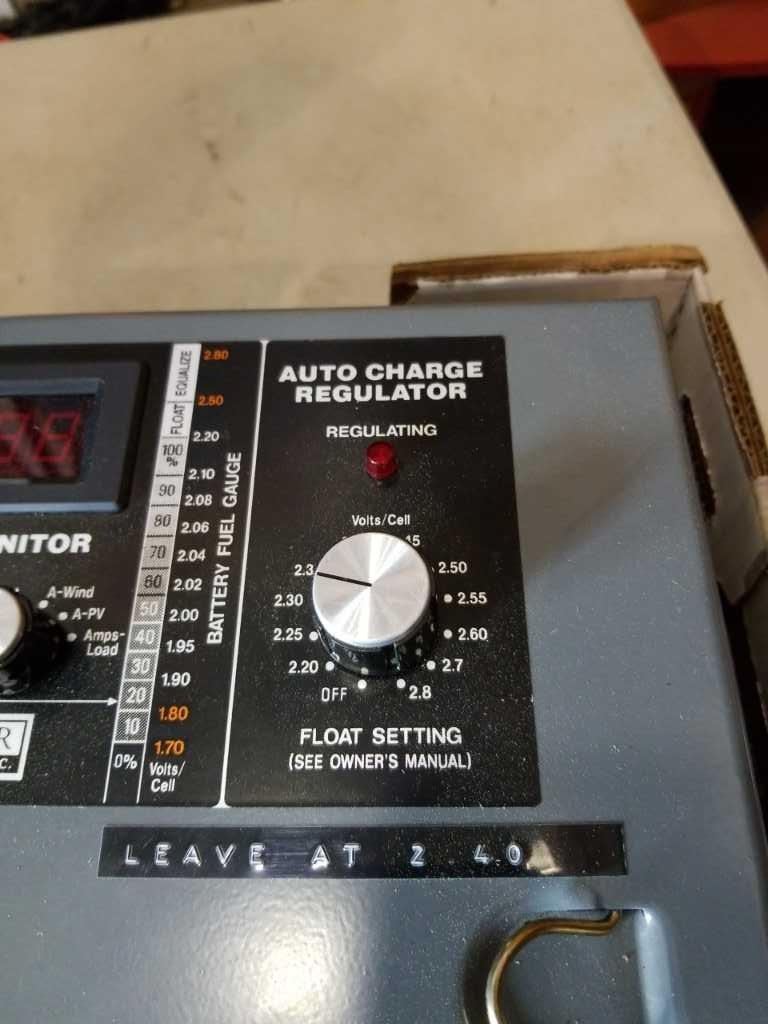 EQUALIZE
FLOAT
100
%
90
80
70
60
50
40
30
20
10
0%
2.80
2.50
2.20
2.10
2.08
2.06
2.04
2.02
2.00
1.95
1.90
1.80
1.70
Volts/
Cell
BATTERY FUEL GAUGE
NITOR
A-Wind
A-PV
Amps-
Load
R
C.
AUTO CHARGE
REGULATOR
REGULATING
Volts/Cell
2.3
2.30
2.25
2.20
OFF
45
2.50
2.55
2.60
2.7
2.8
FLOAT SETTING
(SEE OWNER'S MANUAL)
LEAVE AT 2 40